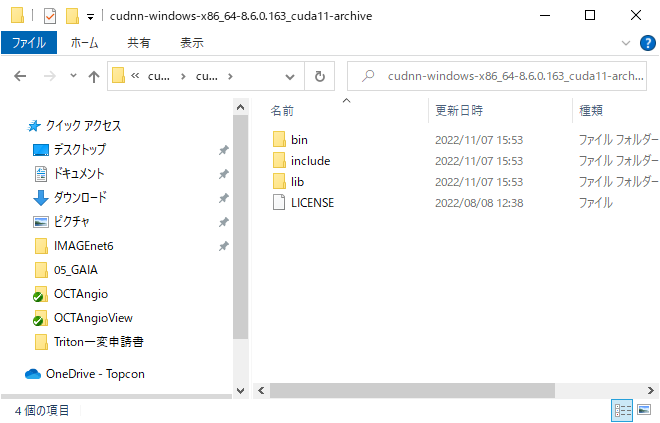 cudnn-windows-x86_64-8.6.0.163_cuda11-archive
ファイル ホーム 共有 表示
« cu... › cu... ›
cudnn-windows-x86_64-8.6.0.163_cuda11-arch...
名前 更新日時 種類
クイック アクセス
デスクトップ
ドキュメント
ダウンロード
ピクチャ
IMAGEnet6
05_GAIA
OCTAngio
OCTAngioView
Triton一変申請書
OneDrive - Topcon
bin 2022/11/07 15:53 ファイル フォルダー
include 2022/11/07 15:53 ファイル フォルダー
lib 2022/11/07 15:53 ファイル フォルダー
LICENSE 2022/08/08 12:38 ファイル
4 個の項目